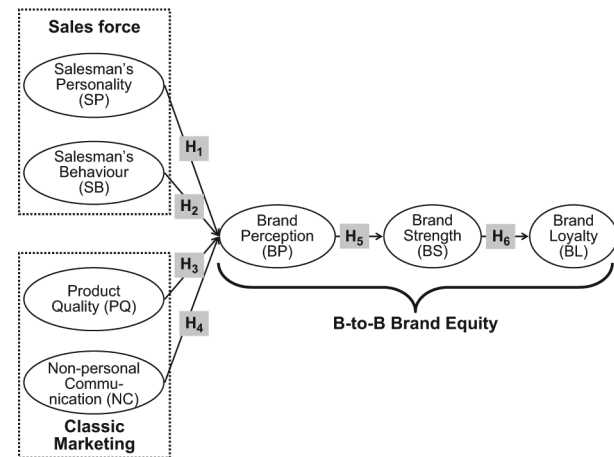 Sales force
Salesman's
Personality
(SP)
H1
Salesman's
Behaviour
(SB)
H2
Brand
Perception
(BP)
H5
Brand
Strength
(BS)
H6
Brand
Loyalty
(BL)
H3
Product
Quality (PQ)
H4
B-to-B Brand Equity
Non-personal
Commu-
nication (NC)
Classic
Marketing